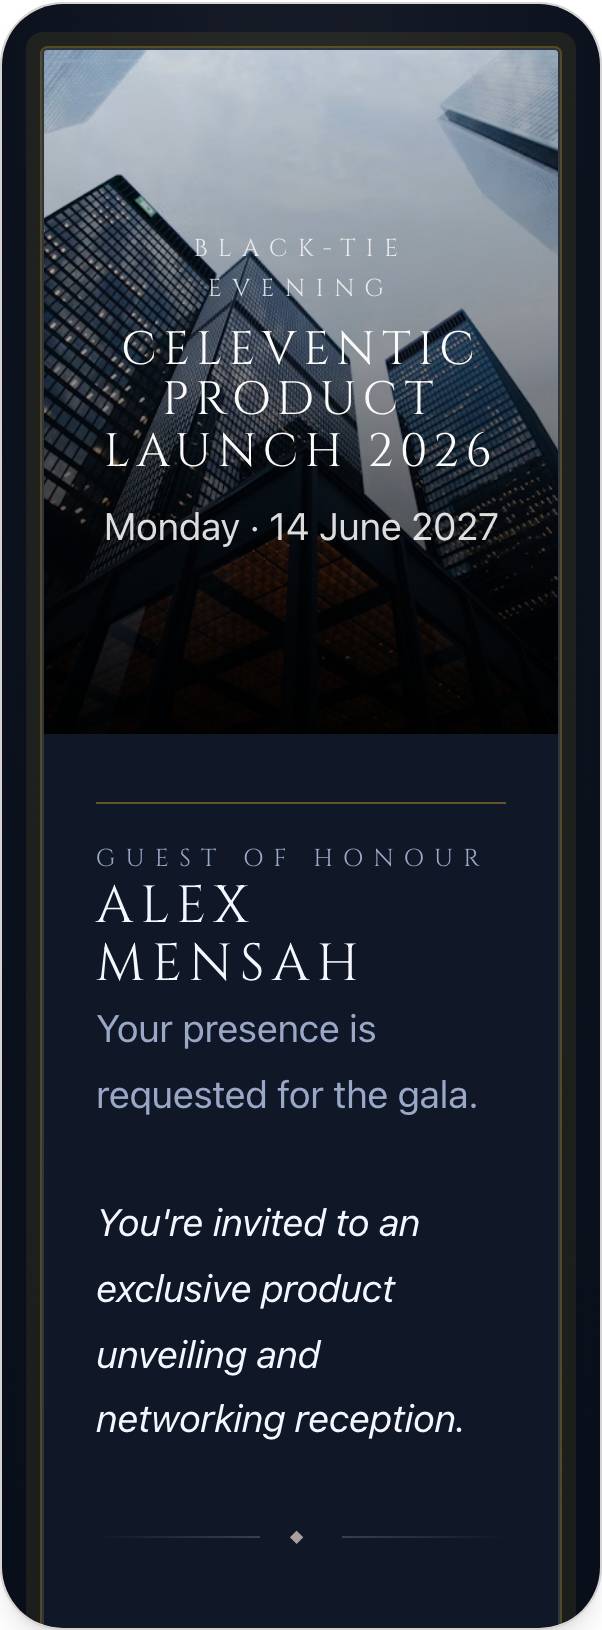 BLACK-TIE
EVENING
CELEVENTIC
PRODUCT
LAUNCH 2026
Monday · 14 June 2027
GUEST OF HONOUR
ALEX
MENSAH
Your presence is
requested for the gala.
You're invited to an
exclusive product
unveiling and
networking reception.